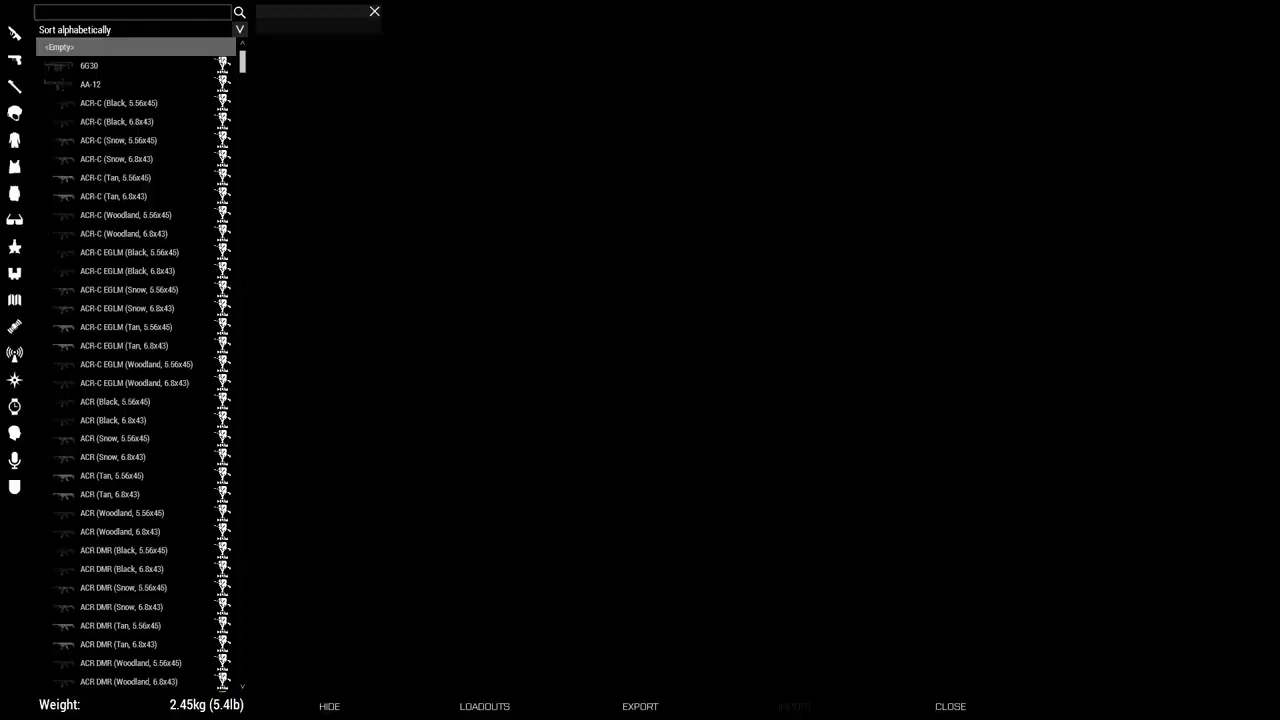 Sort alphabetically
<Empty>
6G30
AA-12
ACR-C (Black, 5.56x45)
ACR-C (Black, 6.8x43)
ACR-C (Snow, 5.56x45)
ACR-C (Snow, 6.8x43)
ACR-C (Tan, 5.56x45)
ACR-C (Tan, 6.8x43)
ACR-C (Woodland, 5.56x45)
ACR-C (Woodland, 6.8x43)
ACR-C EGLM (Black, 5.56x45)
ACR-C EGLM (Black, 6.8x43)
ACR-C EGLM (Snow, 5.56x45)
ACR-C EGLM (Snow, 6.8x43)
ACR-C EGLM (Tan, 5.56x45)
ACR-C EGLM (Tan, 6.8x43)
ACR-C EGLM (Woodland, 5.56x45)
ACR-C EGLM (Woodland, 6.8x43)
ACR (Black, 5.56x45)
ACR (Black, 6.8x43)
ACR (Snow, 5.56x45)
ACR (Snow, 6.8x43)
ACR (Tan, 5.56x45)
ACR (Tan, 6.8x43)
ACR (Woodland, 5.56x45)
ACR (Woodland, 6.8x43)
ACR DMR (Black, 5.56x45)
ACR DMR (Black, 6.8x43)
ACR DMR (Snow, 5.56x45)
ACR DMR (Snow, 6.8x43)
ACR DMR (Tan, 5.56x45)
ACR DMR (Tan, 6.8x43)
ACR DMR (Woodland, 5.56x45)
ACR DMR (Woodland, 6.8x43)
Weight: 2.45kg (5.4lb)
HIDE LOADOUTS EXPORT IMPORT CLOSE